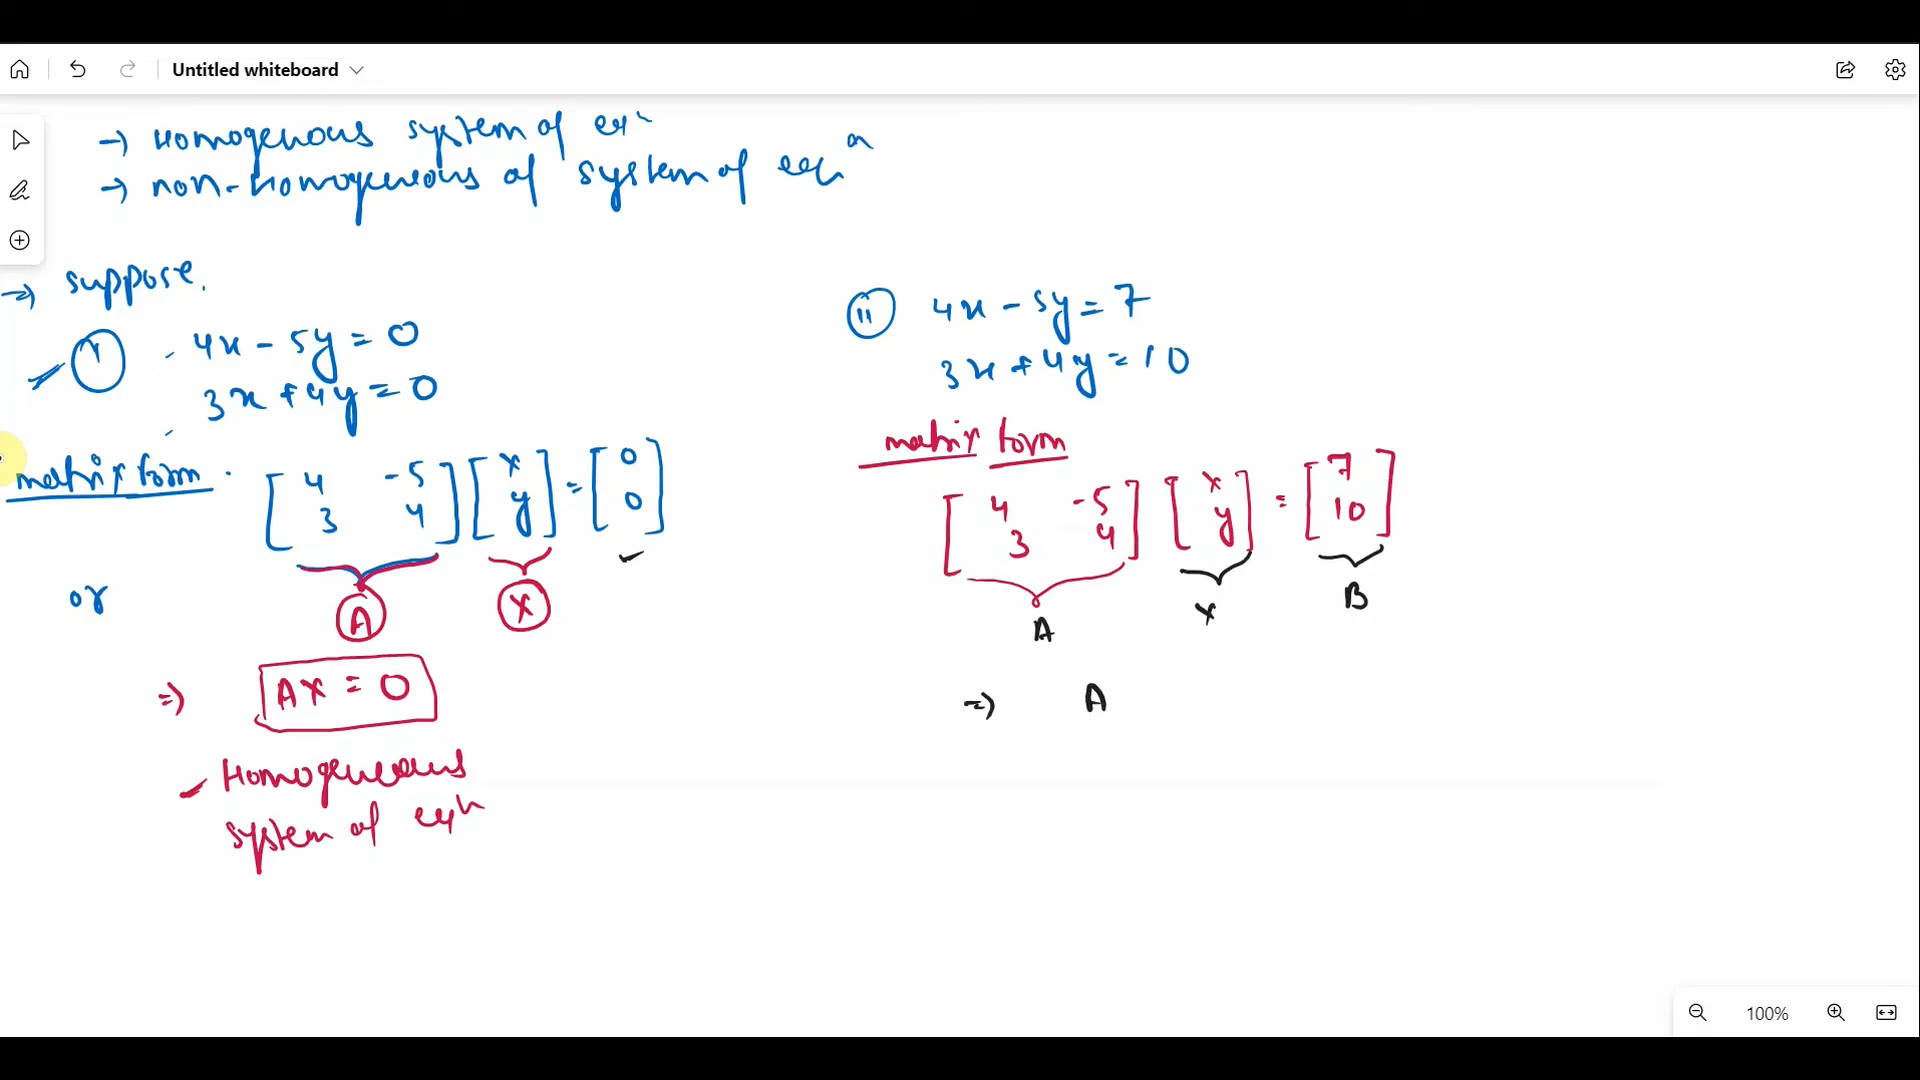 Untitled whiteboard
→ Homogenous system of eqn
→ non-homogeneous of system of eqn
→ suppose.
(i) 4x - 5y = 0
3x + 4y = 0
matrix form. [4 -5 3 4] [x y] = [0 0]
or
A X
⇒ AX = 0
Homogeneous
system of eqn
(ii) 4x - 5y = 7
3x + 4y = 10
matrix form
[4 -5 3 4] [x y] = [7 10]
A X B
⇒ A
100%